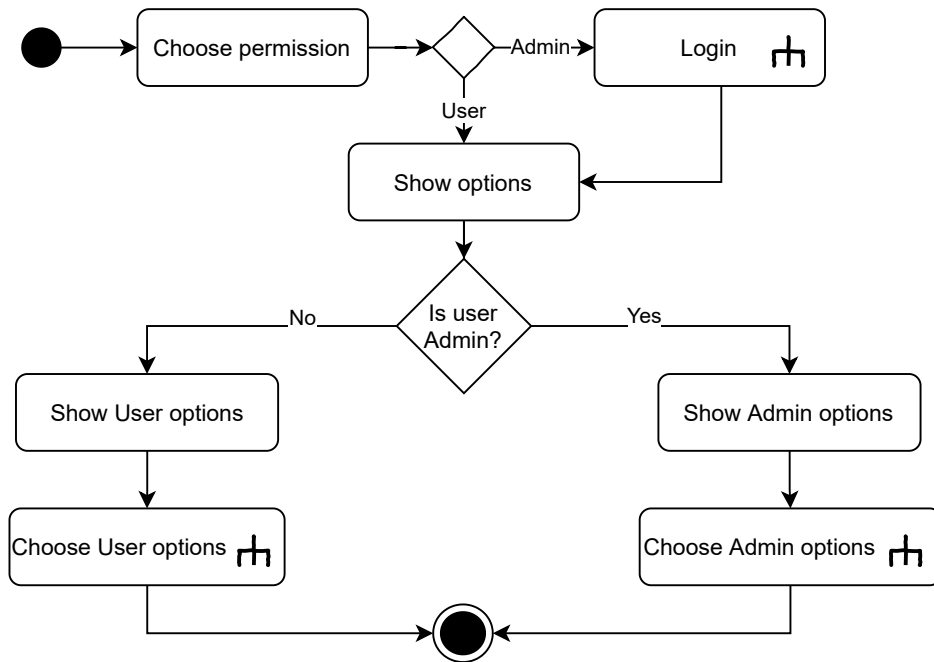 Choose permission
Admin
Login
User
Show options
Is user
Admin?
No
Yes
Show User options
Show Admin options
Choose User options
Choose Admin options